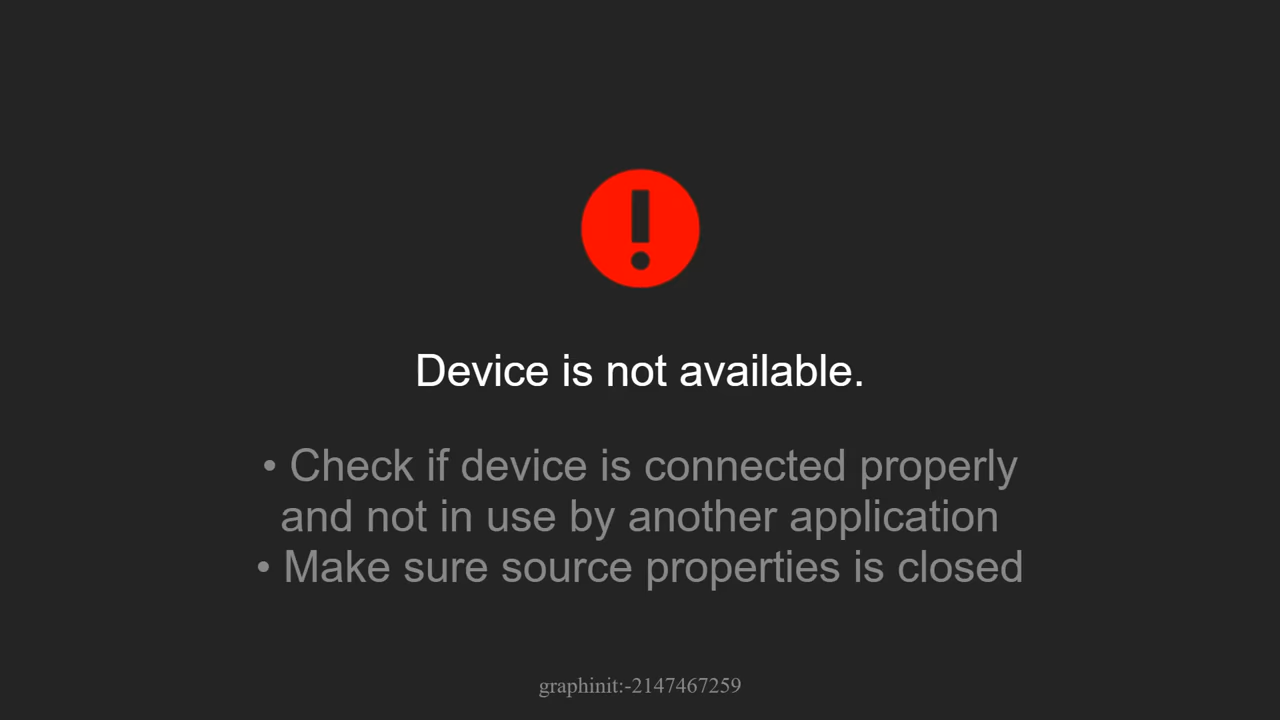 Device is not available.
• Check if device is connected properly
and not in use by another application
• Make sure source properties is closed
graphinit:-2147467259